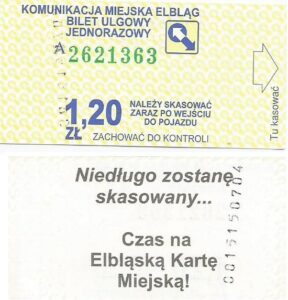 KOMUNIKACJA MIEJSKA ELBLĄG
BILET ULGOWY
JEDNORAZOWY
A 2621363
1,20 ZŁ
NALEŻY SKASOWAĆ
ZARAZ PO WEJŚCIU
DO POJAZDU
ZACHOWAĆ DO KONTROLI
Tu kasować
Niedługo zostanę
skasowany...
Czas na
Elbląską Kartę
Miejską!